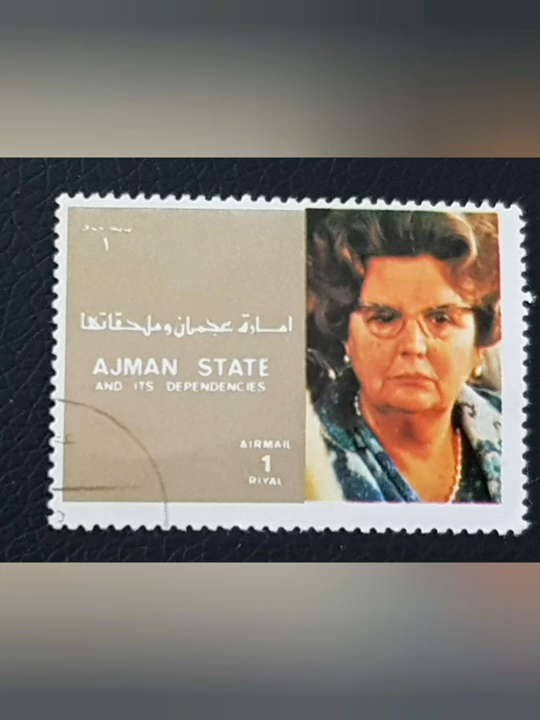 ١
امارة عجمان وملحقاتها
AJMAN STATE
AND ITS DEPENDENCIES
AIRMAIL
1
RIYAL